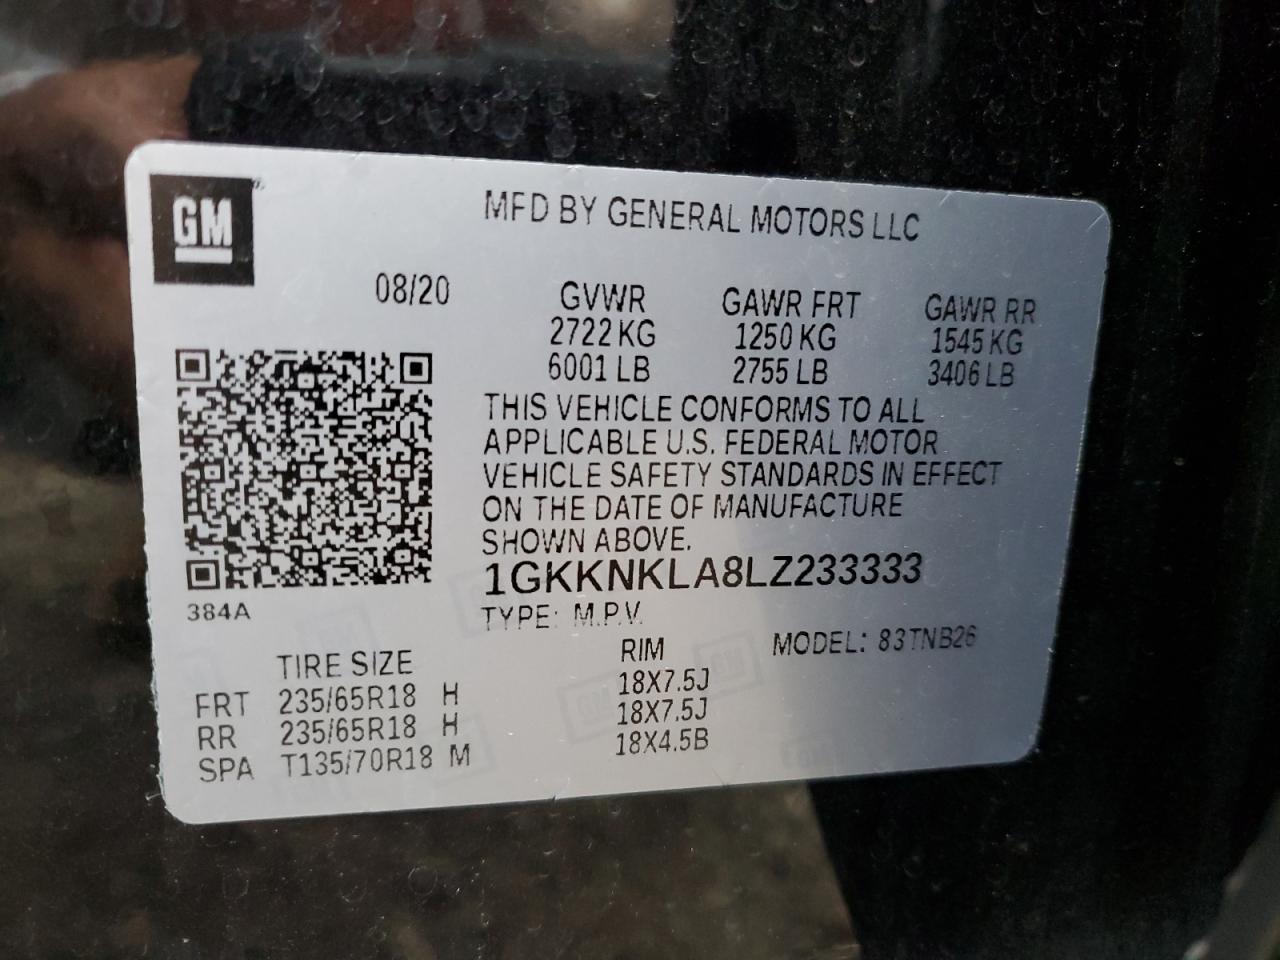 GM
MFD BY GENERAL MOTORS LLC
08/20
GVWR GAWR FRT GAWR RR
2722 KG 1250 KG 1545 KG
6001 LB 2755 LB 3406 LB
THIS VEHICLE CONFORMS TO ALL
APPLICABLE U.S. FEDERAL MOTOR
VEHICLE SAFETY STANDARDS IN EFFECT
ON THE DATE OF MANUFACTURE
SHOWN ABOVE.
1GKKNKLA8LZ233333
384A
TYPE: M.P.V.
MODEL: 83TNB26
TIRE SIZE RIM
FRT 235/65R18 H 18X7.5J
RR 235/65R18 H 18X7.5J
SPA T135/70R18 M 18X4.5B